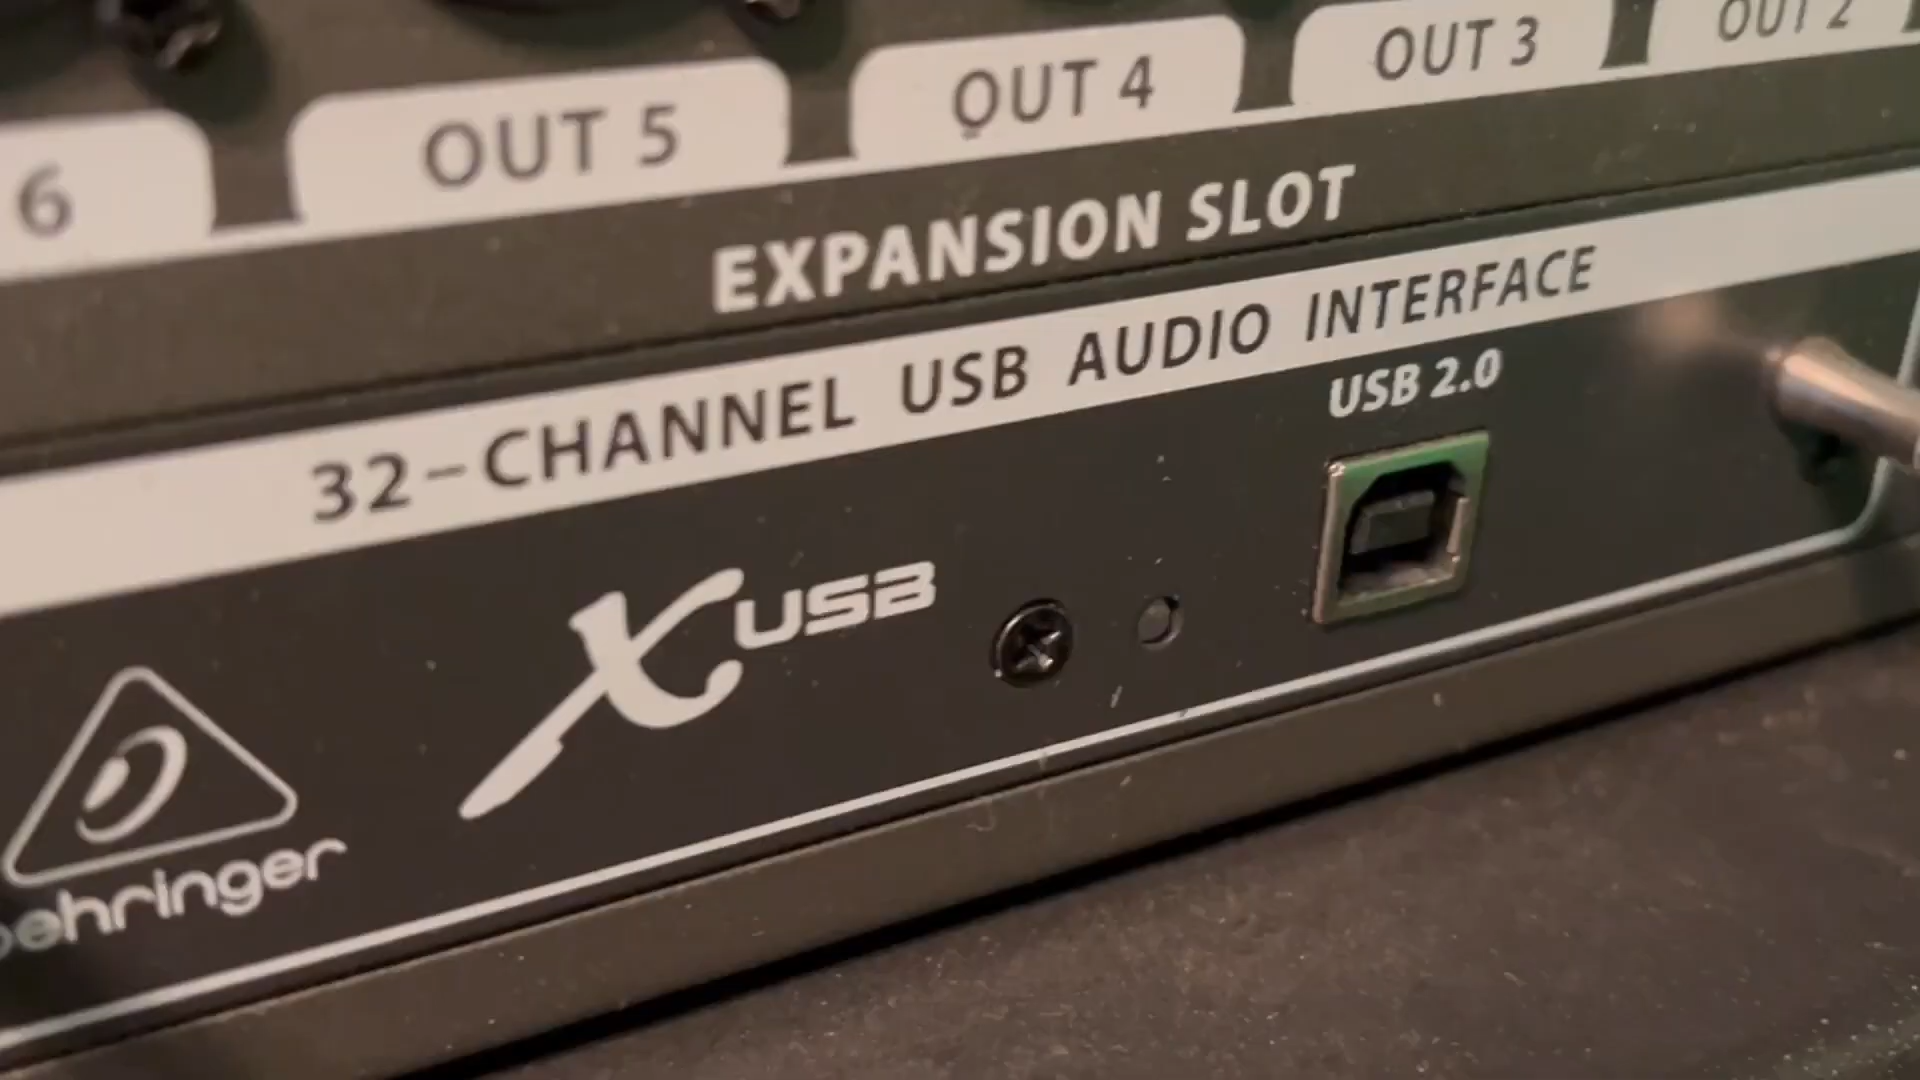 6 OUT 5 OUT 4 OUT 3 OUT 2
EXPANSION SLOT
32-CHANNEL USB AUDIO INTERFACE
USB 2.0
XUSB
behringer